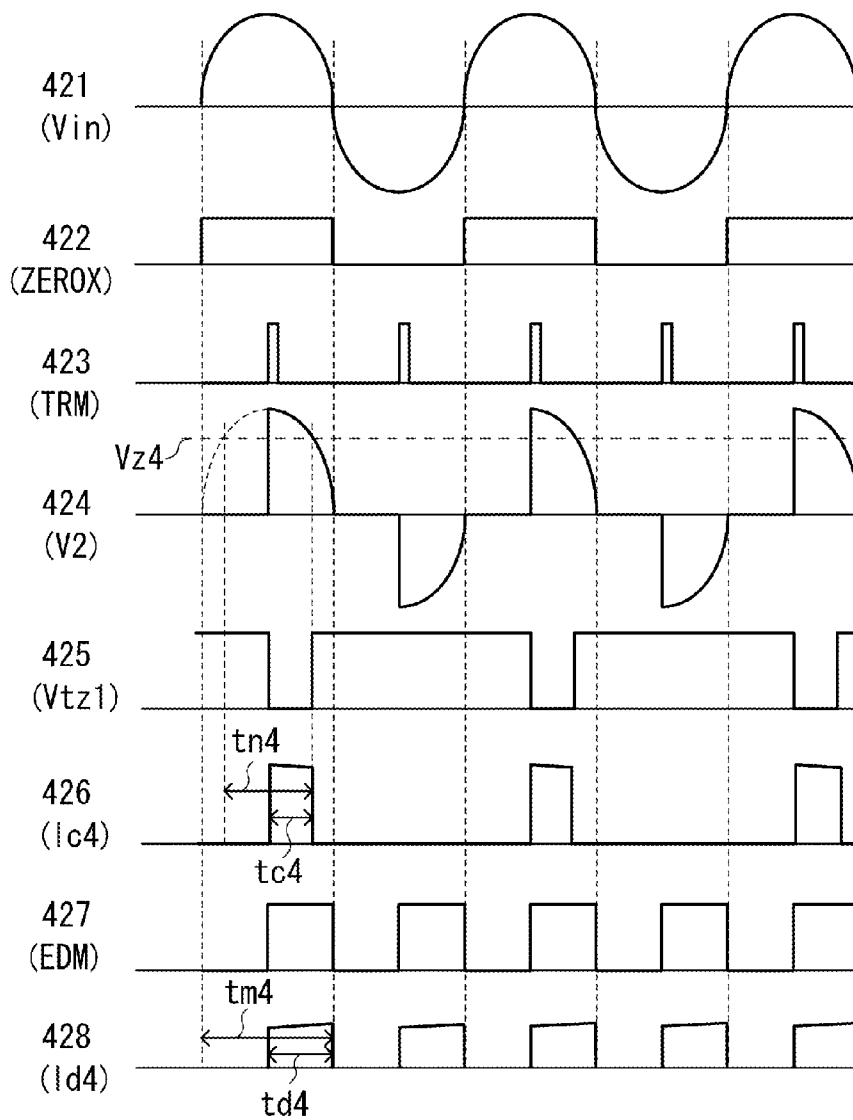 421
(Vin)
422
(ZEROX)
423
(TRM)
Vz4
424
(V2)
425
(Vtz1)
tn4
426
(Ic4)
tc4
427
(EDM)
tm4
428
(Id4)
td4